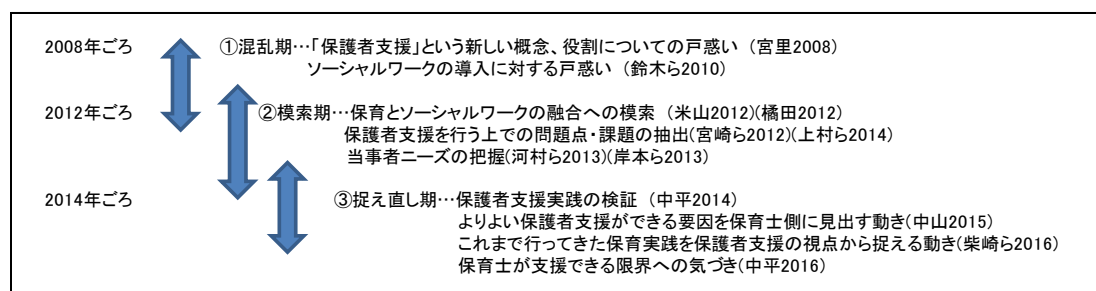 2008年ごろ ①混乱期…「保護者支援」という新しい概念、役割についての戸惑い (宮里2008)
ソーシャルワークの導入に対する戸惑い (鈴木ら2010)
2012年ごろ ②模索期…保育とソーシャルワークの融合への模索 (米山2012)(橘田2012)
保護者支援を行う上での問題点・課題の抽出(宮崎ら2012)(上村ら2014)
当事者ニーズの把握(河村ら2013)(岸本ら2013)
2014年ごろ ③捉え直し期…保護者支援実践の検証 (中平2014)
よりよい保護者支援ができる要因を保育士側に見出す動き(中山2015)
これまで行ってきた保育実践を保護者支援の視点から捉える動き(柴崎ら2016)
保育士が支援できる限界への気づき(中平2016)